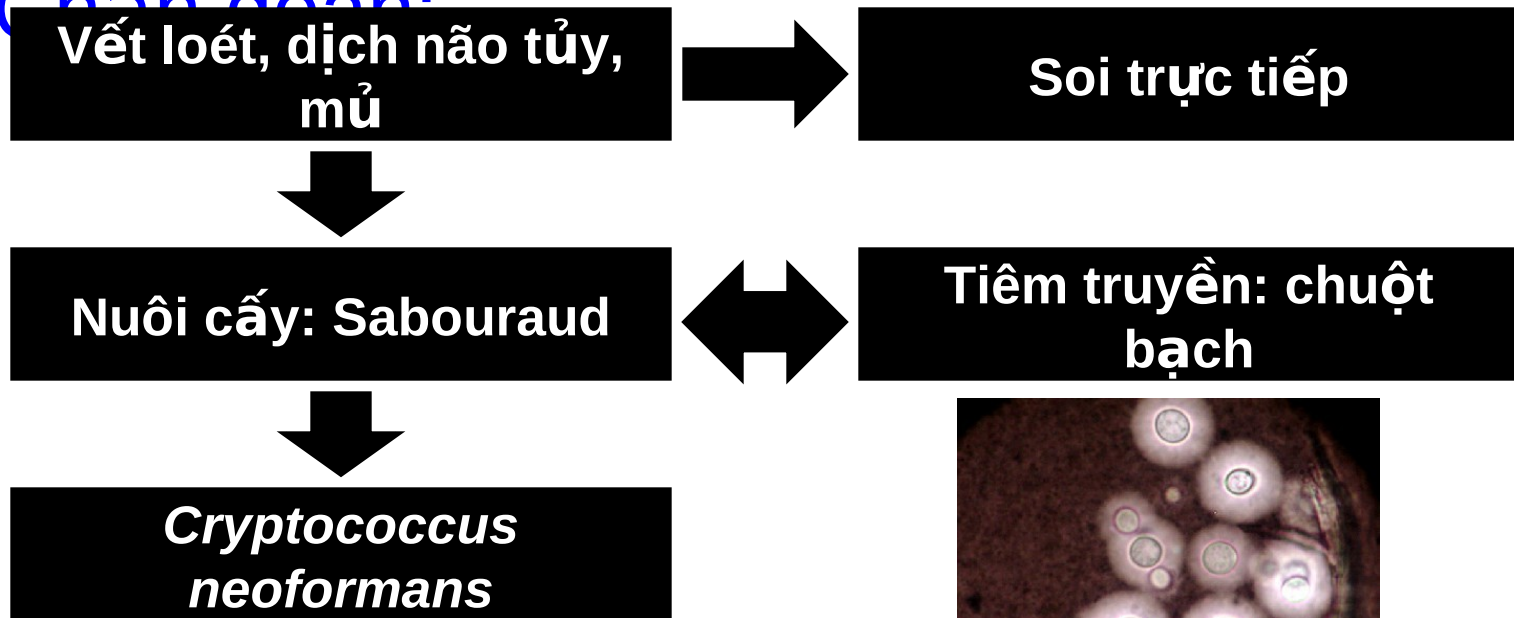 Vết loét, dịch não tủy,
mủ
Soi trực tiếp
Nuôi cấy: Sabouraud
Tiêm truyền: chuột
bạch
Cryptococcus
neoformans